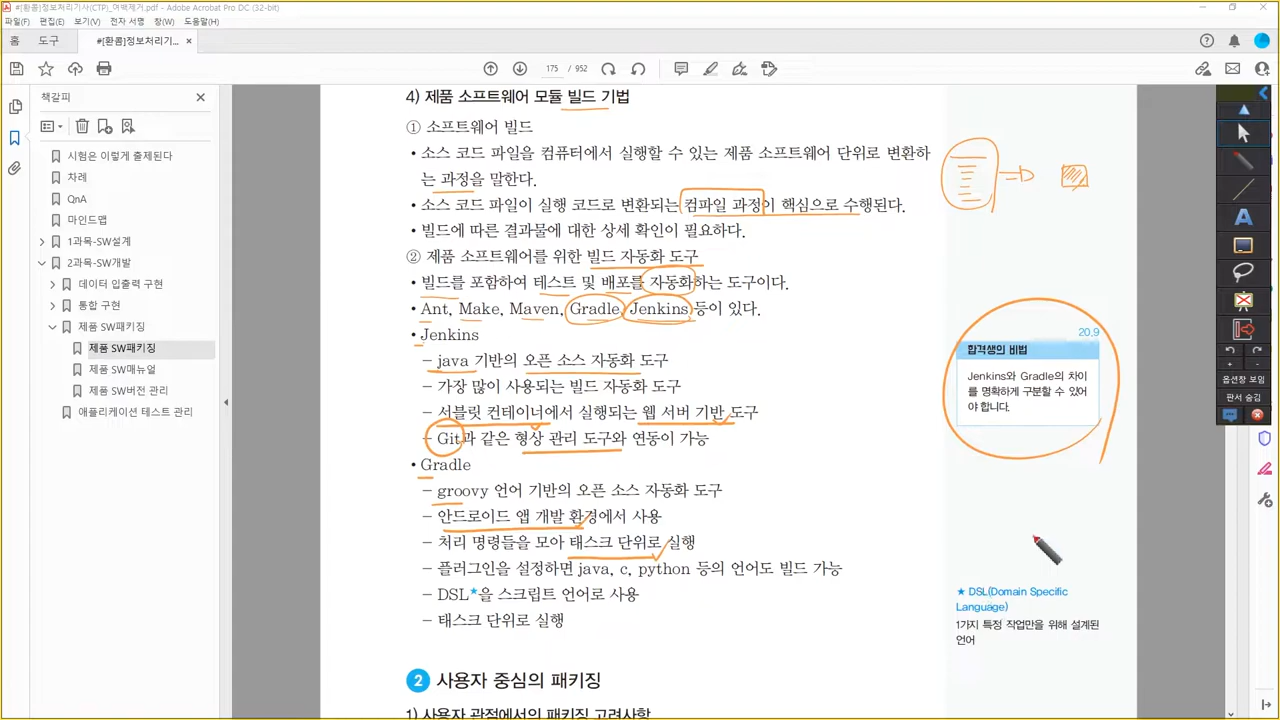 #[환콤]정보처리기사(CTP)_여백제거.pdf - Adobe Acrobat Pro DC (32-bit)
파일(F) 편집(E) 보기(V) 전자 서명 창(W) 도움말(H)
홈 도구 #[환콤]정보처리기... ×
175 / 952
책갈피
시험은 이렇게 출제된다
차례
QnA
마인드맵
1과목-SW설계
2과목-SW개발
데이터 입출력 구현
통합 구현
제품 SW패키징
제품 SW패키징
제품 SW매뉴얼
제품 SW버전 관리
애플리케이션 테스트 관리
4) 제품 소프트웨어 모듈 빌드 기법
① 소프트웨어 빌드
• 소스 코드 파일을 컴퓨터에서 실행할 수 있는 제품 소프트웨어 단위로 변환하
는 과정을 말한다.
• 소스 코드 파일이 실행 코드로 변환되는 컴파일 과정이 핵심으로 수행된다.
• 빌드에 따른 결과물에 대한 상세 확인이 필요하다.
② 제품 소프트웨어를 위한 빌드 자동화 도구
• 빌드를 포함하여 테스트 및 배포를 자동화하는 도구이다.
• Ant, Make, Maven, Gradle, Jenkins 등이 있다.
• Jenkins
– java 기반의 오픈 소스 자동화 도구
– 가장 많이 사용되는 빌드 자동화 도구
– 서블릿 컨테이너에서 실행되는 웹 서버 기반 도구
– Git과 같은 형상 관리 도구와 연동이 가능
• Gradle
– groovy 언어 기반의 오픈 소스 자동화 도구
– 안드로이드 앱 개발 환경에서 사용
– 처리 명령들을 모아 태스크 단위로 실행
– 플러그인을 설정하면 java, c, python 등의 언어도 빌드 가능
– DSL★을 스크립트 언어로 사용
– 태스크 단위로 실행
2 사용자 중심의 패키징
1) 사용자 관점에서의 패키징 고려사항
20.9
합격생의 비법
Jenkins와 Gradle의 차이
를 명확하게 구분할 수 있어
야 합니다.
★ DSL(Domain Specific
Language)
1가지 특정 작업만을 위해 설계된
언어
A
옵션창 보임
판서 숨김